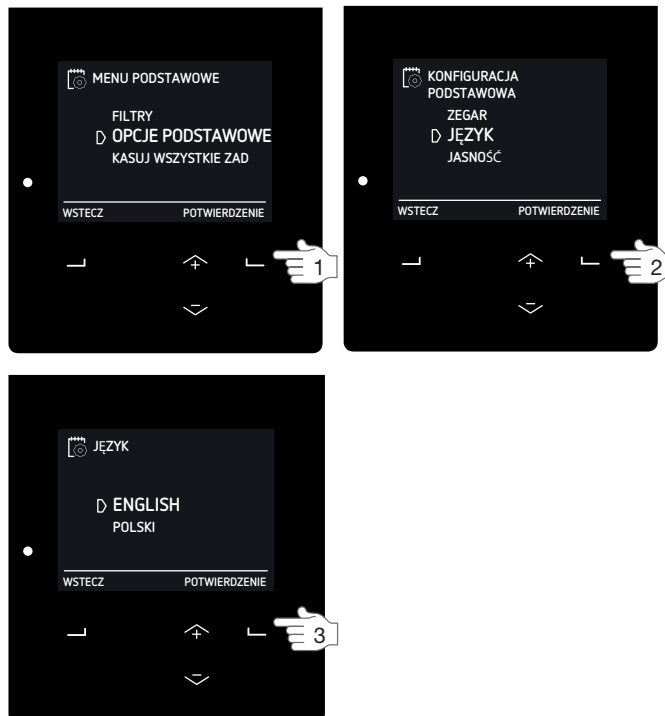 MENU PODSTAWOWE
FILTRY
OPCJE PODSTAWOWE
KASUJ WSZYSTKIE ZAD
WSTECZ POTWIERDZENIE
1
KONFIGURACJA
PODSTAWOWA
ZEGAR
JĘZYK
JASNOŚĆ
WSTECZ POTWIERDZENIE
2
JĘZYK
ENGLISH
POLSKI
WSTECZ POTWIERDZENIE
3